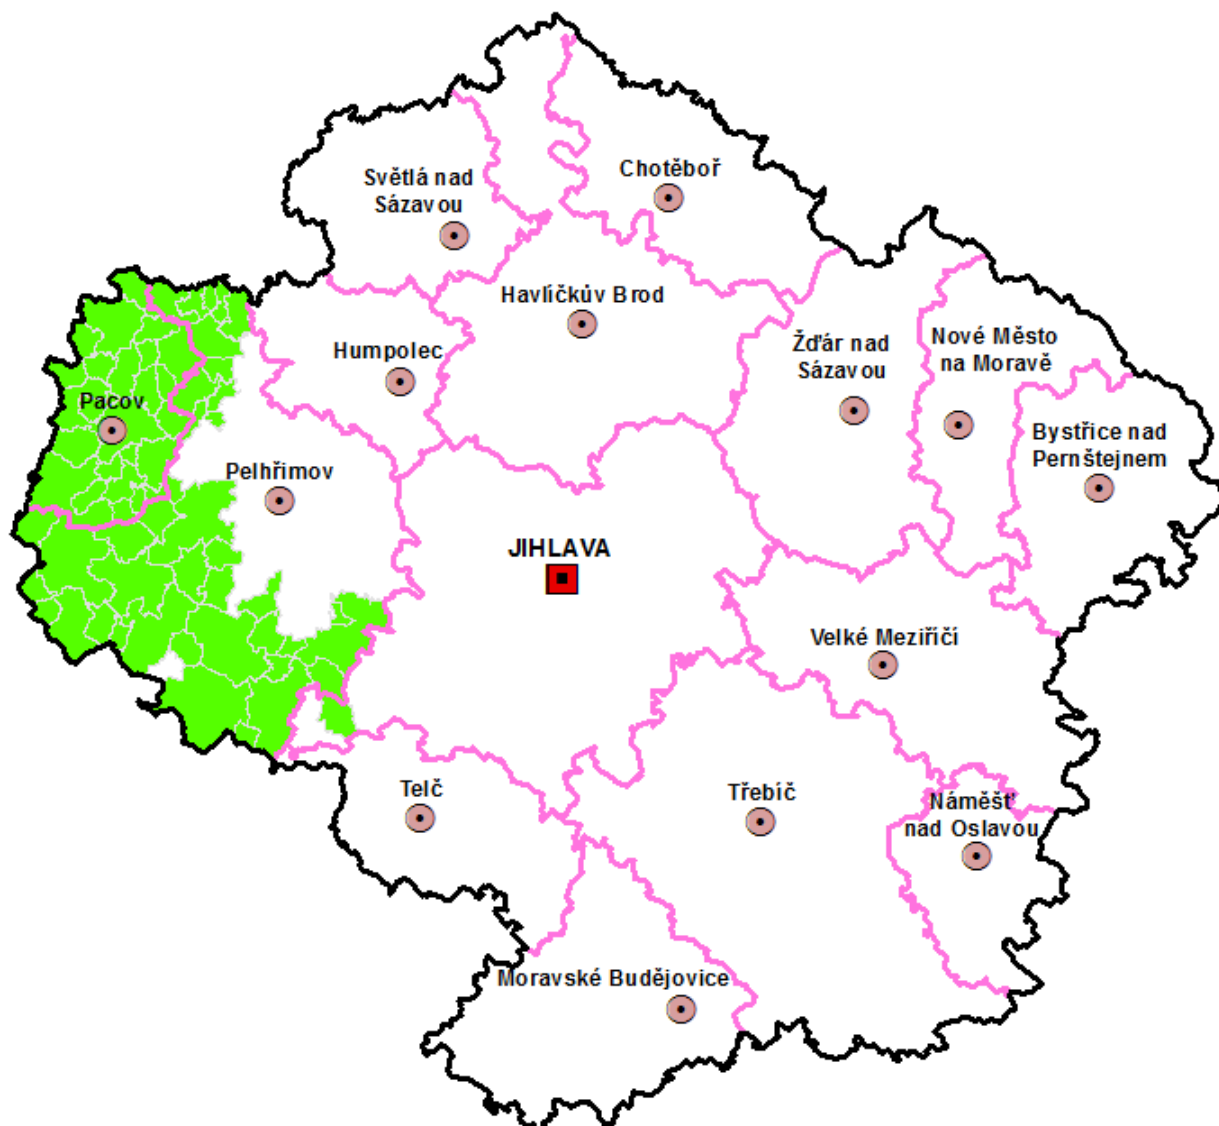 Chotěboř
Světlá nad
Sázavou
Havlíčkův Brod
Humpolec
Žďár nad
Sázavou
Nové Město
na Moravě
Pacov
Bystřice nad
Pernštejnem
Pelhřimov
JIHLAVA
Velké Meziříčí
Telč
Třebíč
Náměšť
nad Oslavou
Moravské Budějovice